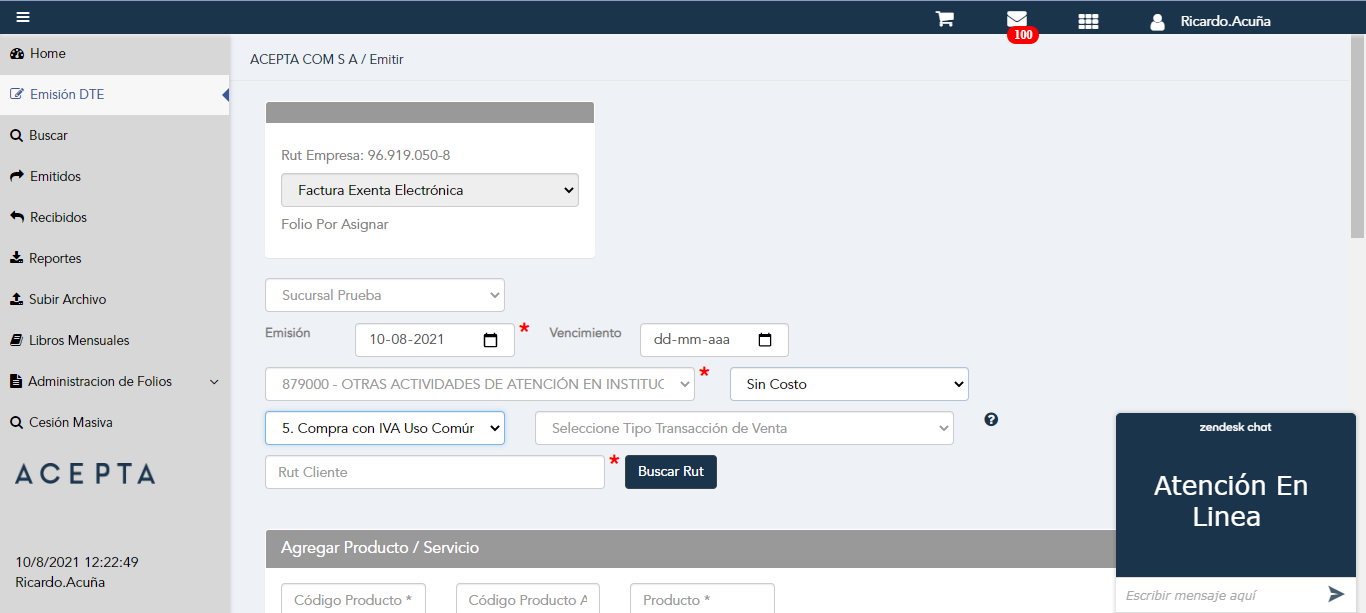 100
Ricardo.Acuña
Home
Emisión DTE
Buscar
Emitidos
Recibidos
Reportes
Subir Archivo
Libros Mensuales
Administracion de Folios
Cesión Masiva
ACEPTA
10/8/2021 12:22:49
Ricardo.Acuña
ACEPTA COM S A / Emitir
Rut Empresa: 96.919.050-8
Factura Exenta Electrónica
Folio Por Asignar
Sucursal Prueba
Emisión 10-08-2021 * Vencimiento dd-mm-aaa
879000 - OTRAS ACTIVIDADES DE ATENCIÓN EN INSTITUC * Sin Costo
5. Compra con IVA Uso Comúr Seleccione Tipo Transacción de Venta ?
Rut Cliente * Buscar Rut
Agregar Producto / Servicio
Código Producto * Código Producto A Producto *
zendesk chat
Atención En
Linea
Escribir mensaje aquí